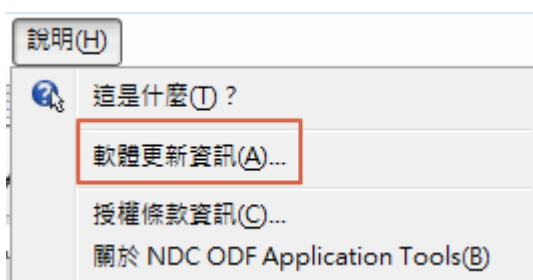 說明(H)
這是什麼(T)？
軟體更新資訊(A)...
授權條款資訊(C)...
關於 NDC ODF Application Tools(B)